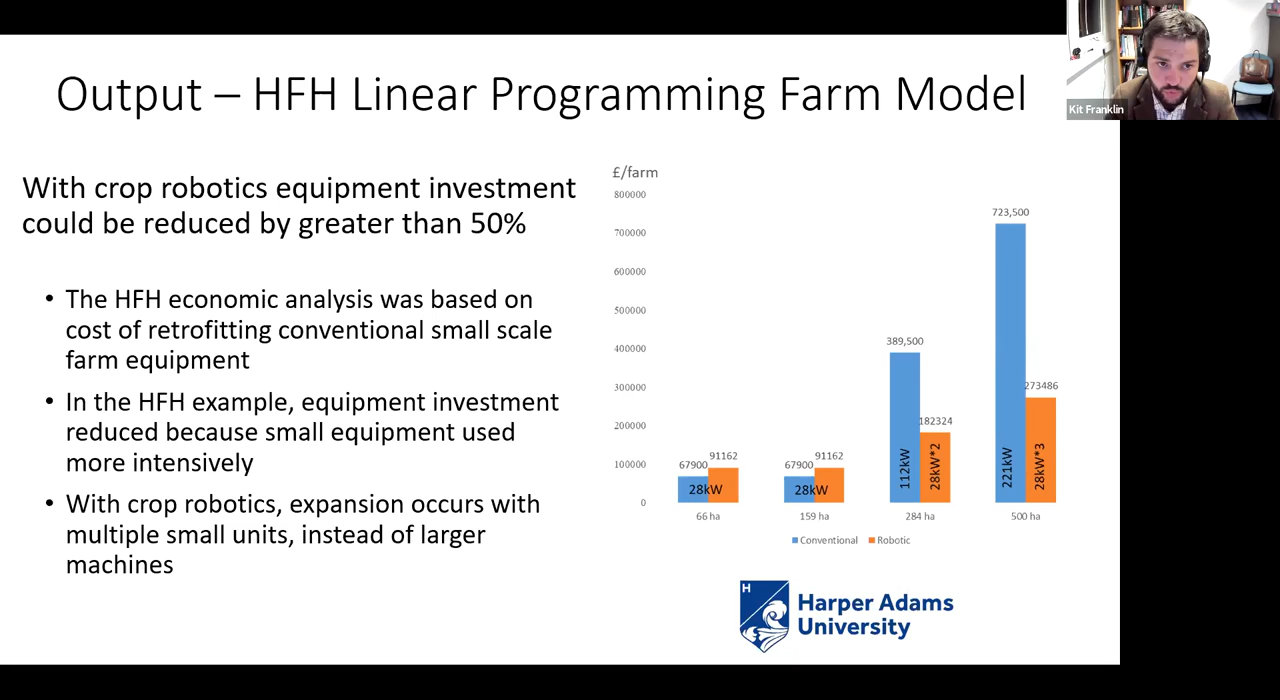 Output – HFH Linear Programming Farm Model
Kit Franklin
With crop robotics equipment investment
could be reduced by greater than 50%
• The HFH economic analysis was based on
cost of retrofitting conventional small scale
farm equipment
• In the HFH example, equipment investment
reduced because small equipment used
more intensively
• With crop robotics, expansion occurs with
multiple small units, instead of larger
machines
£/farm
800000
700000
600000
500000
400000
300000
200000
100000
0
67900
91162
28kW
67900
91162
28kW
389,500
182324
112kW
28kW*2
723,500
273486
221kW
28kW*3
66 ha
159 ha
284 ha
500 ha
Conventional
Robotic
H
Harper Adams
University